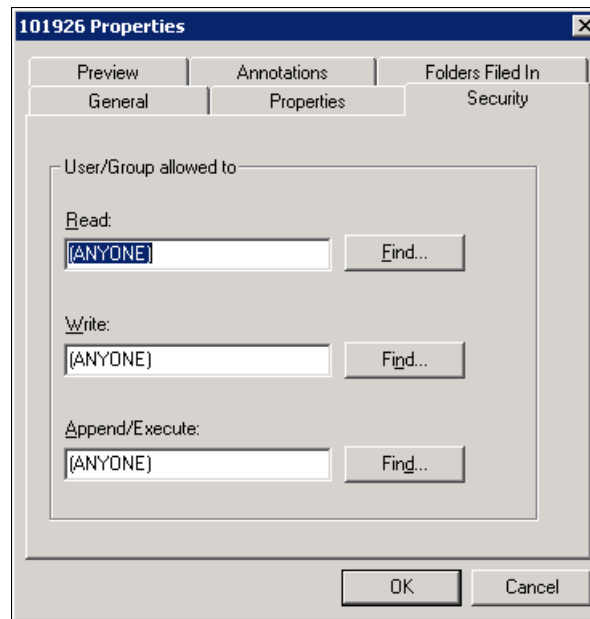 101926 Properties
Preview Annotations Folders Filed In
General Properties Security
User/Group allowed to
Read:
(ANYONE) Find...
Write:
(ANYONE) Find...
Append/Execute:
(ANYONE) Find...
OK Cancel